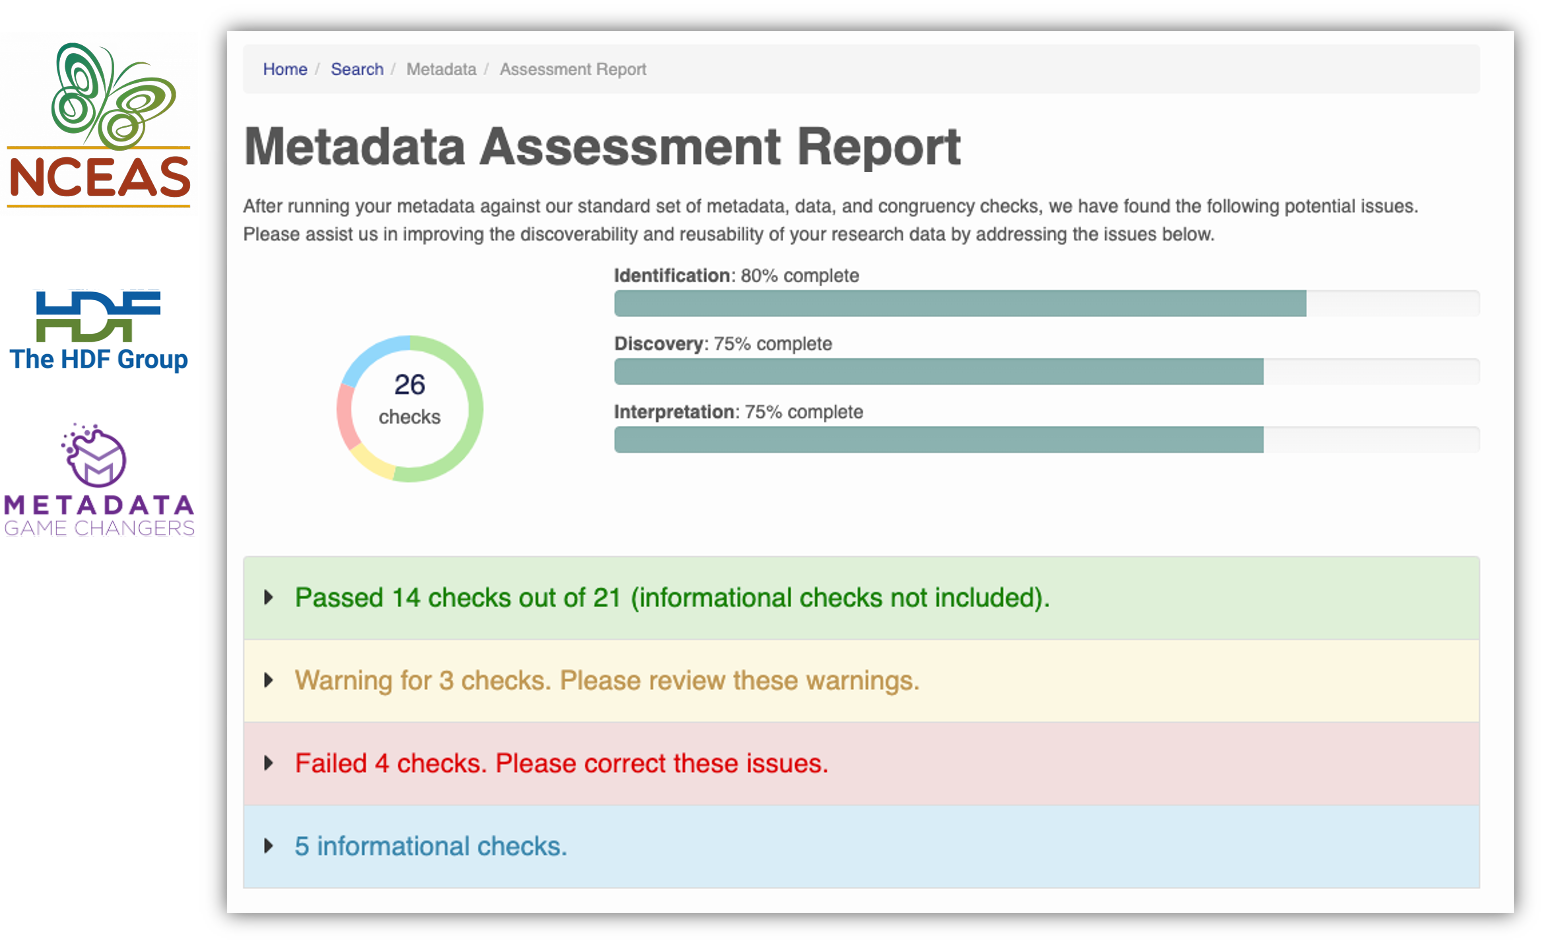 NCEAS
HDF
The HDF Group
METADATA
GAME CHANGERS
Home / Search / Metadata / Assessment Report
Metadata Assessment Report
After running your metadata against our standard set of metadata, data, and congruency checks, we have found the following potential issues.
Please assist us in improving the discoverability and reusability of your research data by addressing the issues below.
26
checks
Identification: 80% complete
Discovery: 75% complete
Interpretation: 75% complete
Passed 14 checks out of 21 (informational checks not included).
Warning for 3 checks. Please review these warnings.
Failed 4 checks. Please correct these issues.
5 informational checks.